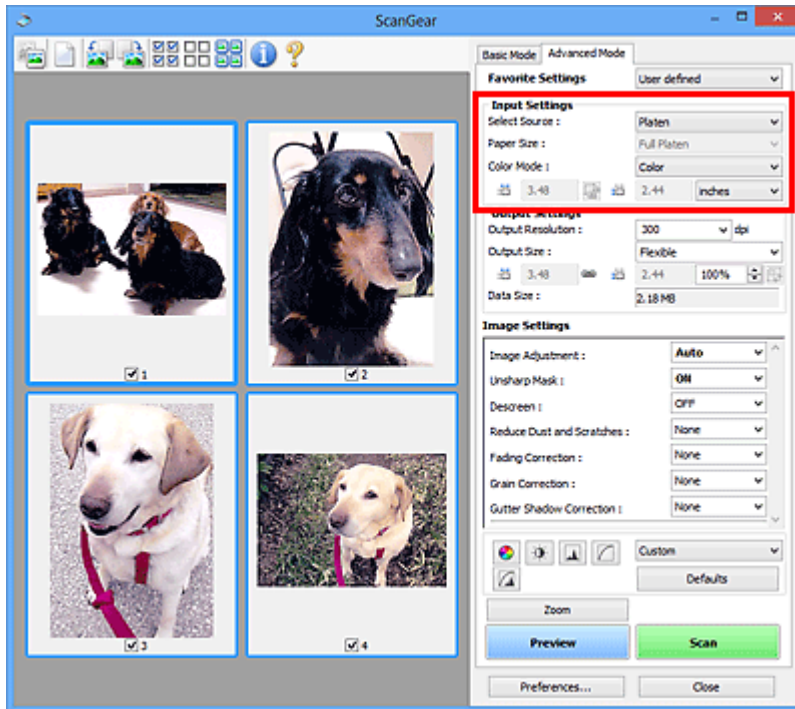 ScanGear
Basic Mode Advanced Mode
Favorite Settings User defined
Input Settings
Select Source : Platen
Paper Size : Full Platen
Color Mode : Color
3.48 2.44 inches
Output Settings
Output Resolution : 300 dpi
Output Size : Flexible
3.48 2.44 100%
Data Size : 2.18 MB
Image Settings
Image Adjustment : Auto
Unsharp Mask : ON
Descreen : OFF
Reduce Dust and Scratches : None
Fading Correction : None
Grain Correction : None
Gutter Shadow Correction : None
Custom
Defaults
Zoom
Preview Scan
Preferences... Close
1 2
3 4